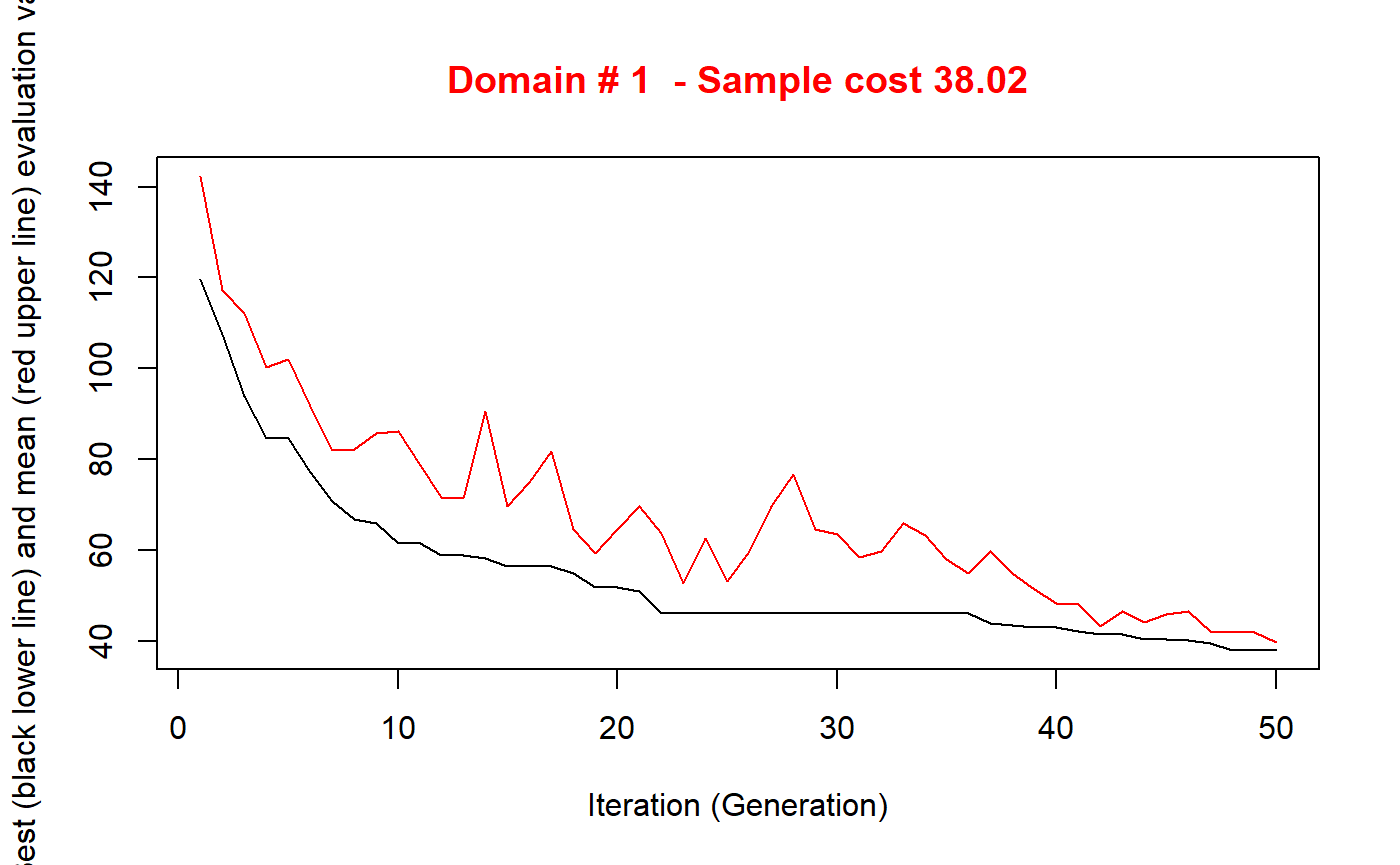 Domain # 1  - Sample cost 38.02
(black lower line) and mean (red upper line) evaluation
140
120
100
80
60
40
0 10 20 30 40 50
Iteration (Generation)